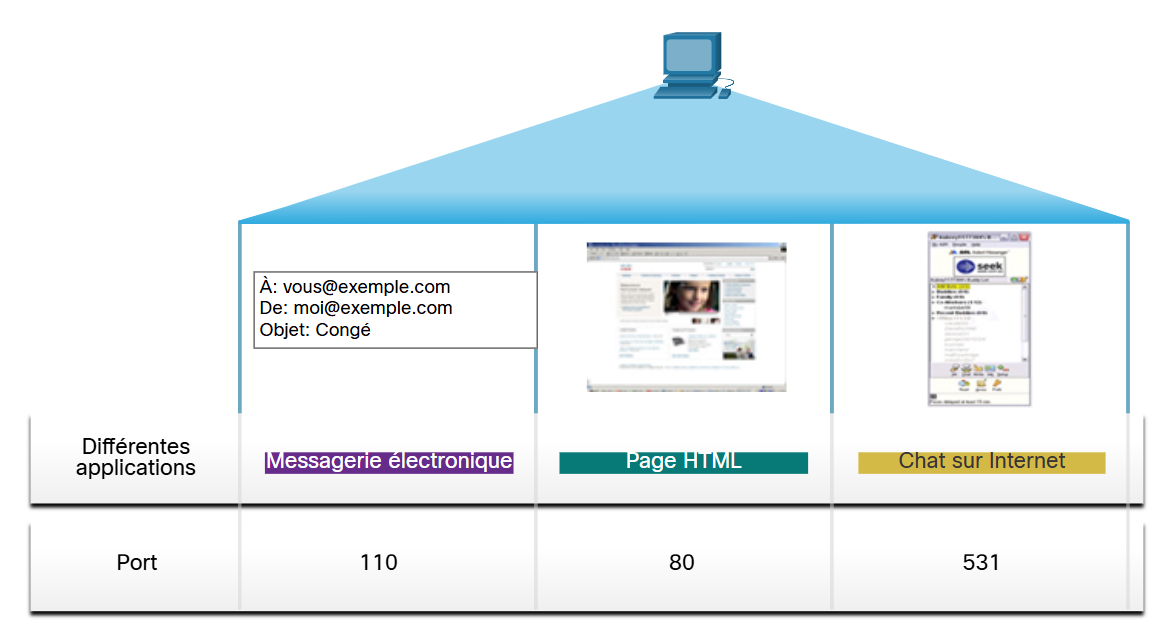 À: vous@exemple.com
De: moi@exemple.com
Objet: Congé
seek
Différentes
applications
Messagerie électronique
Page HTML
Chat sur Internet
Port
110
80
531